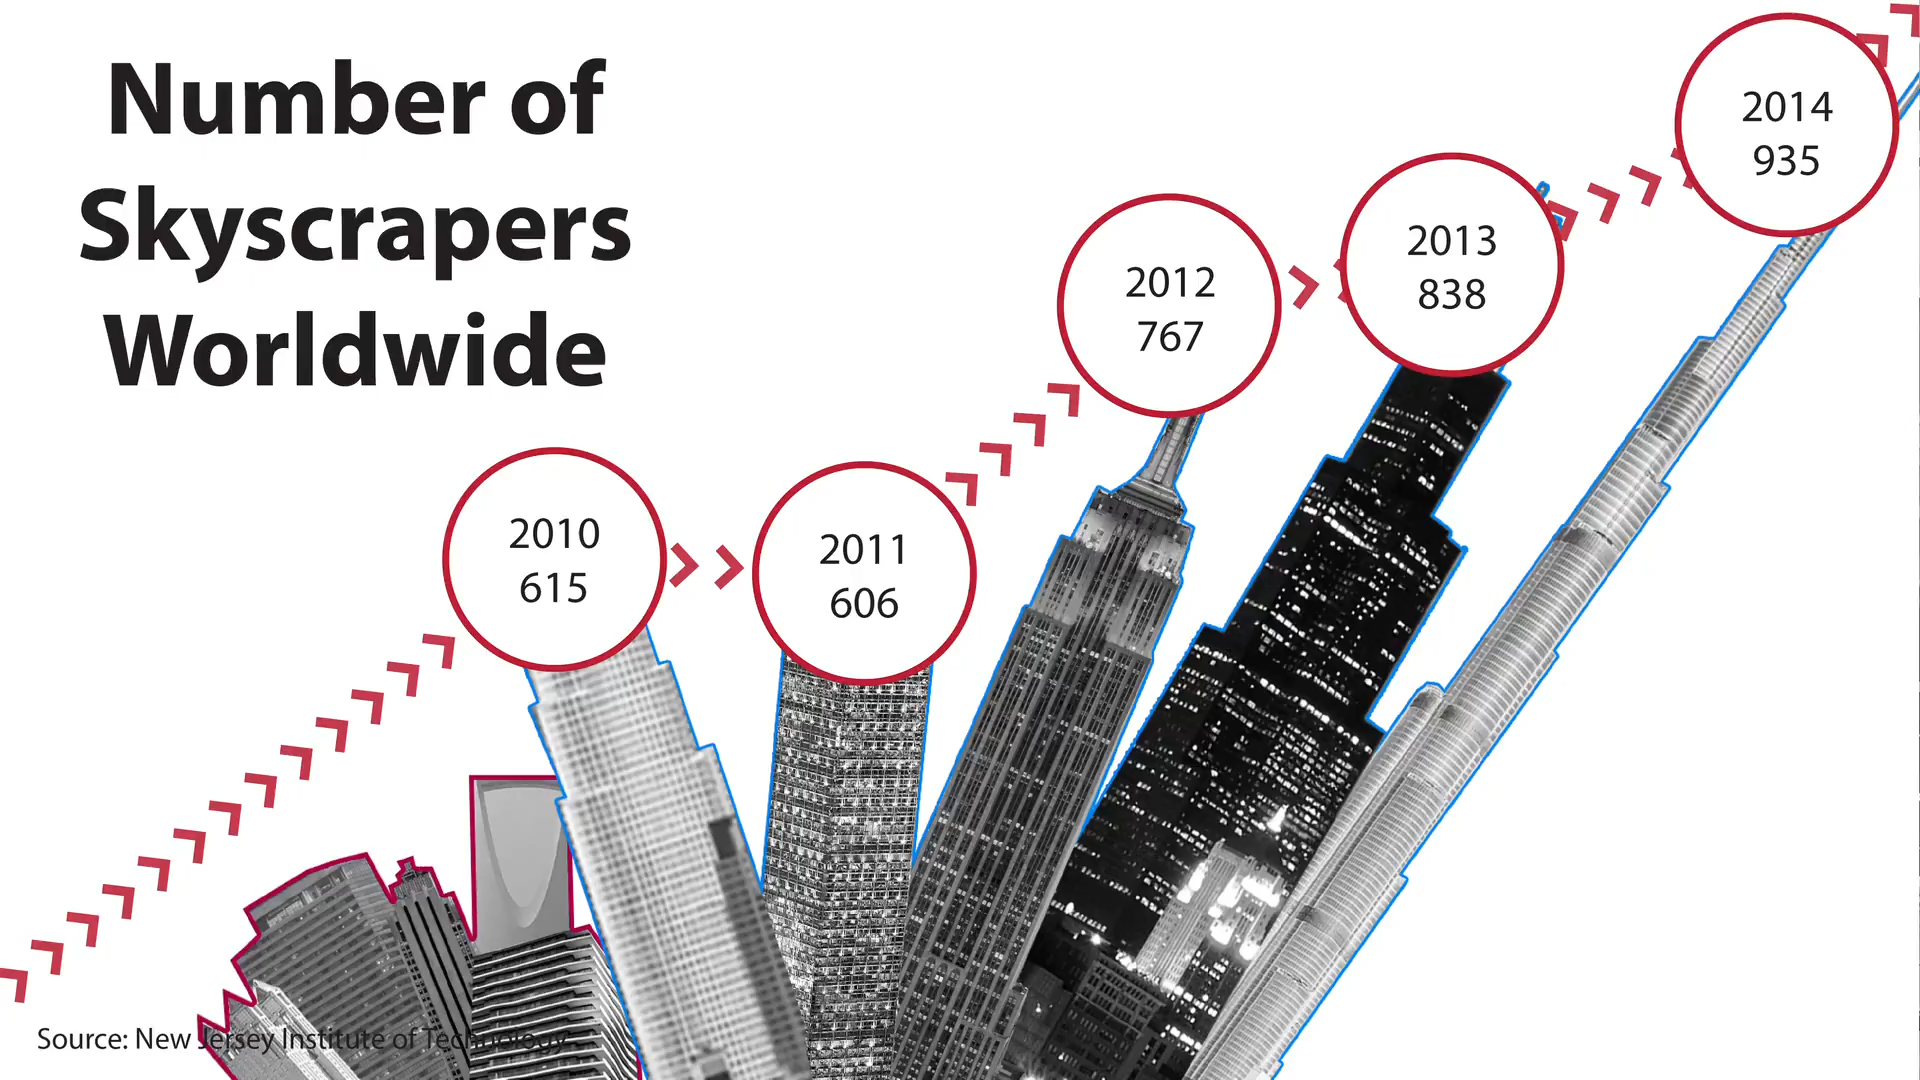 Number of
Skyscrapers
Worldwide
2010
615
2011
606
2012
767
2013
838
2014
935
Source: New Jersey Institute of Technology